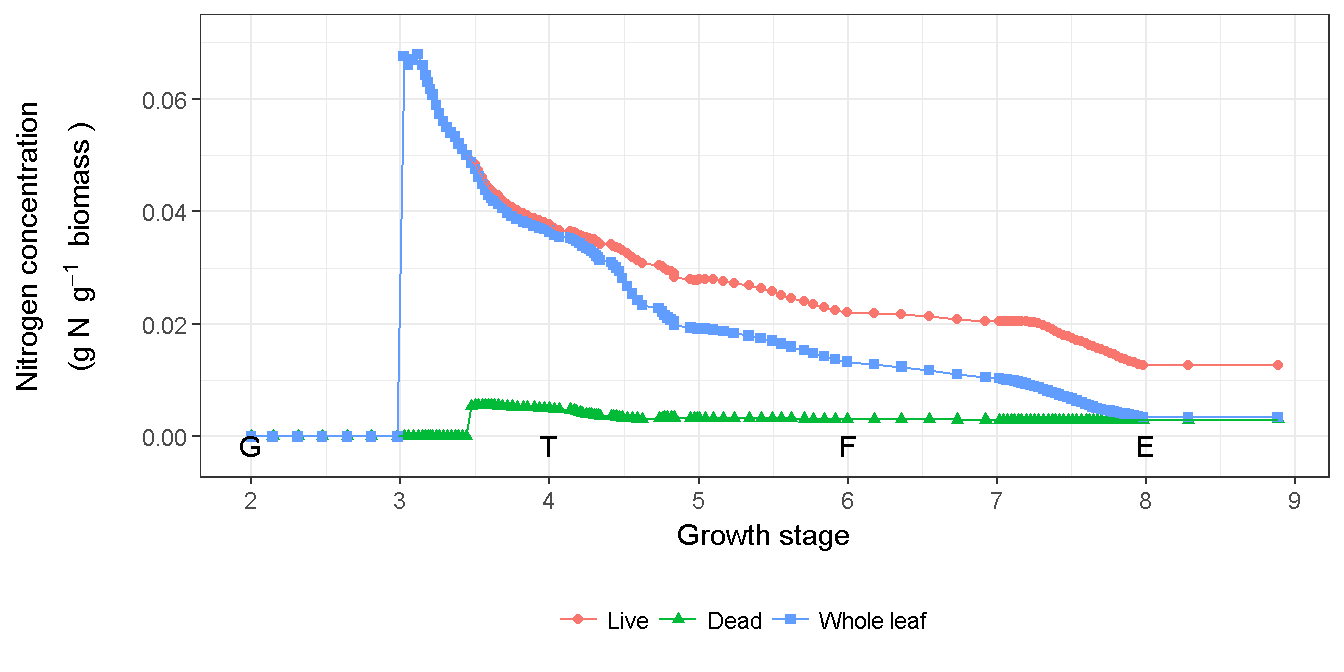 Nitrogen concentration
(g N g⁻¹ biomass )
0.06
0.04
0.02
0.00
G T F E
2 3 4 5 6 7 8 9
Growth stage
Live Dead Whole leaf